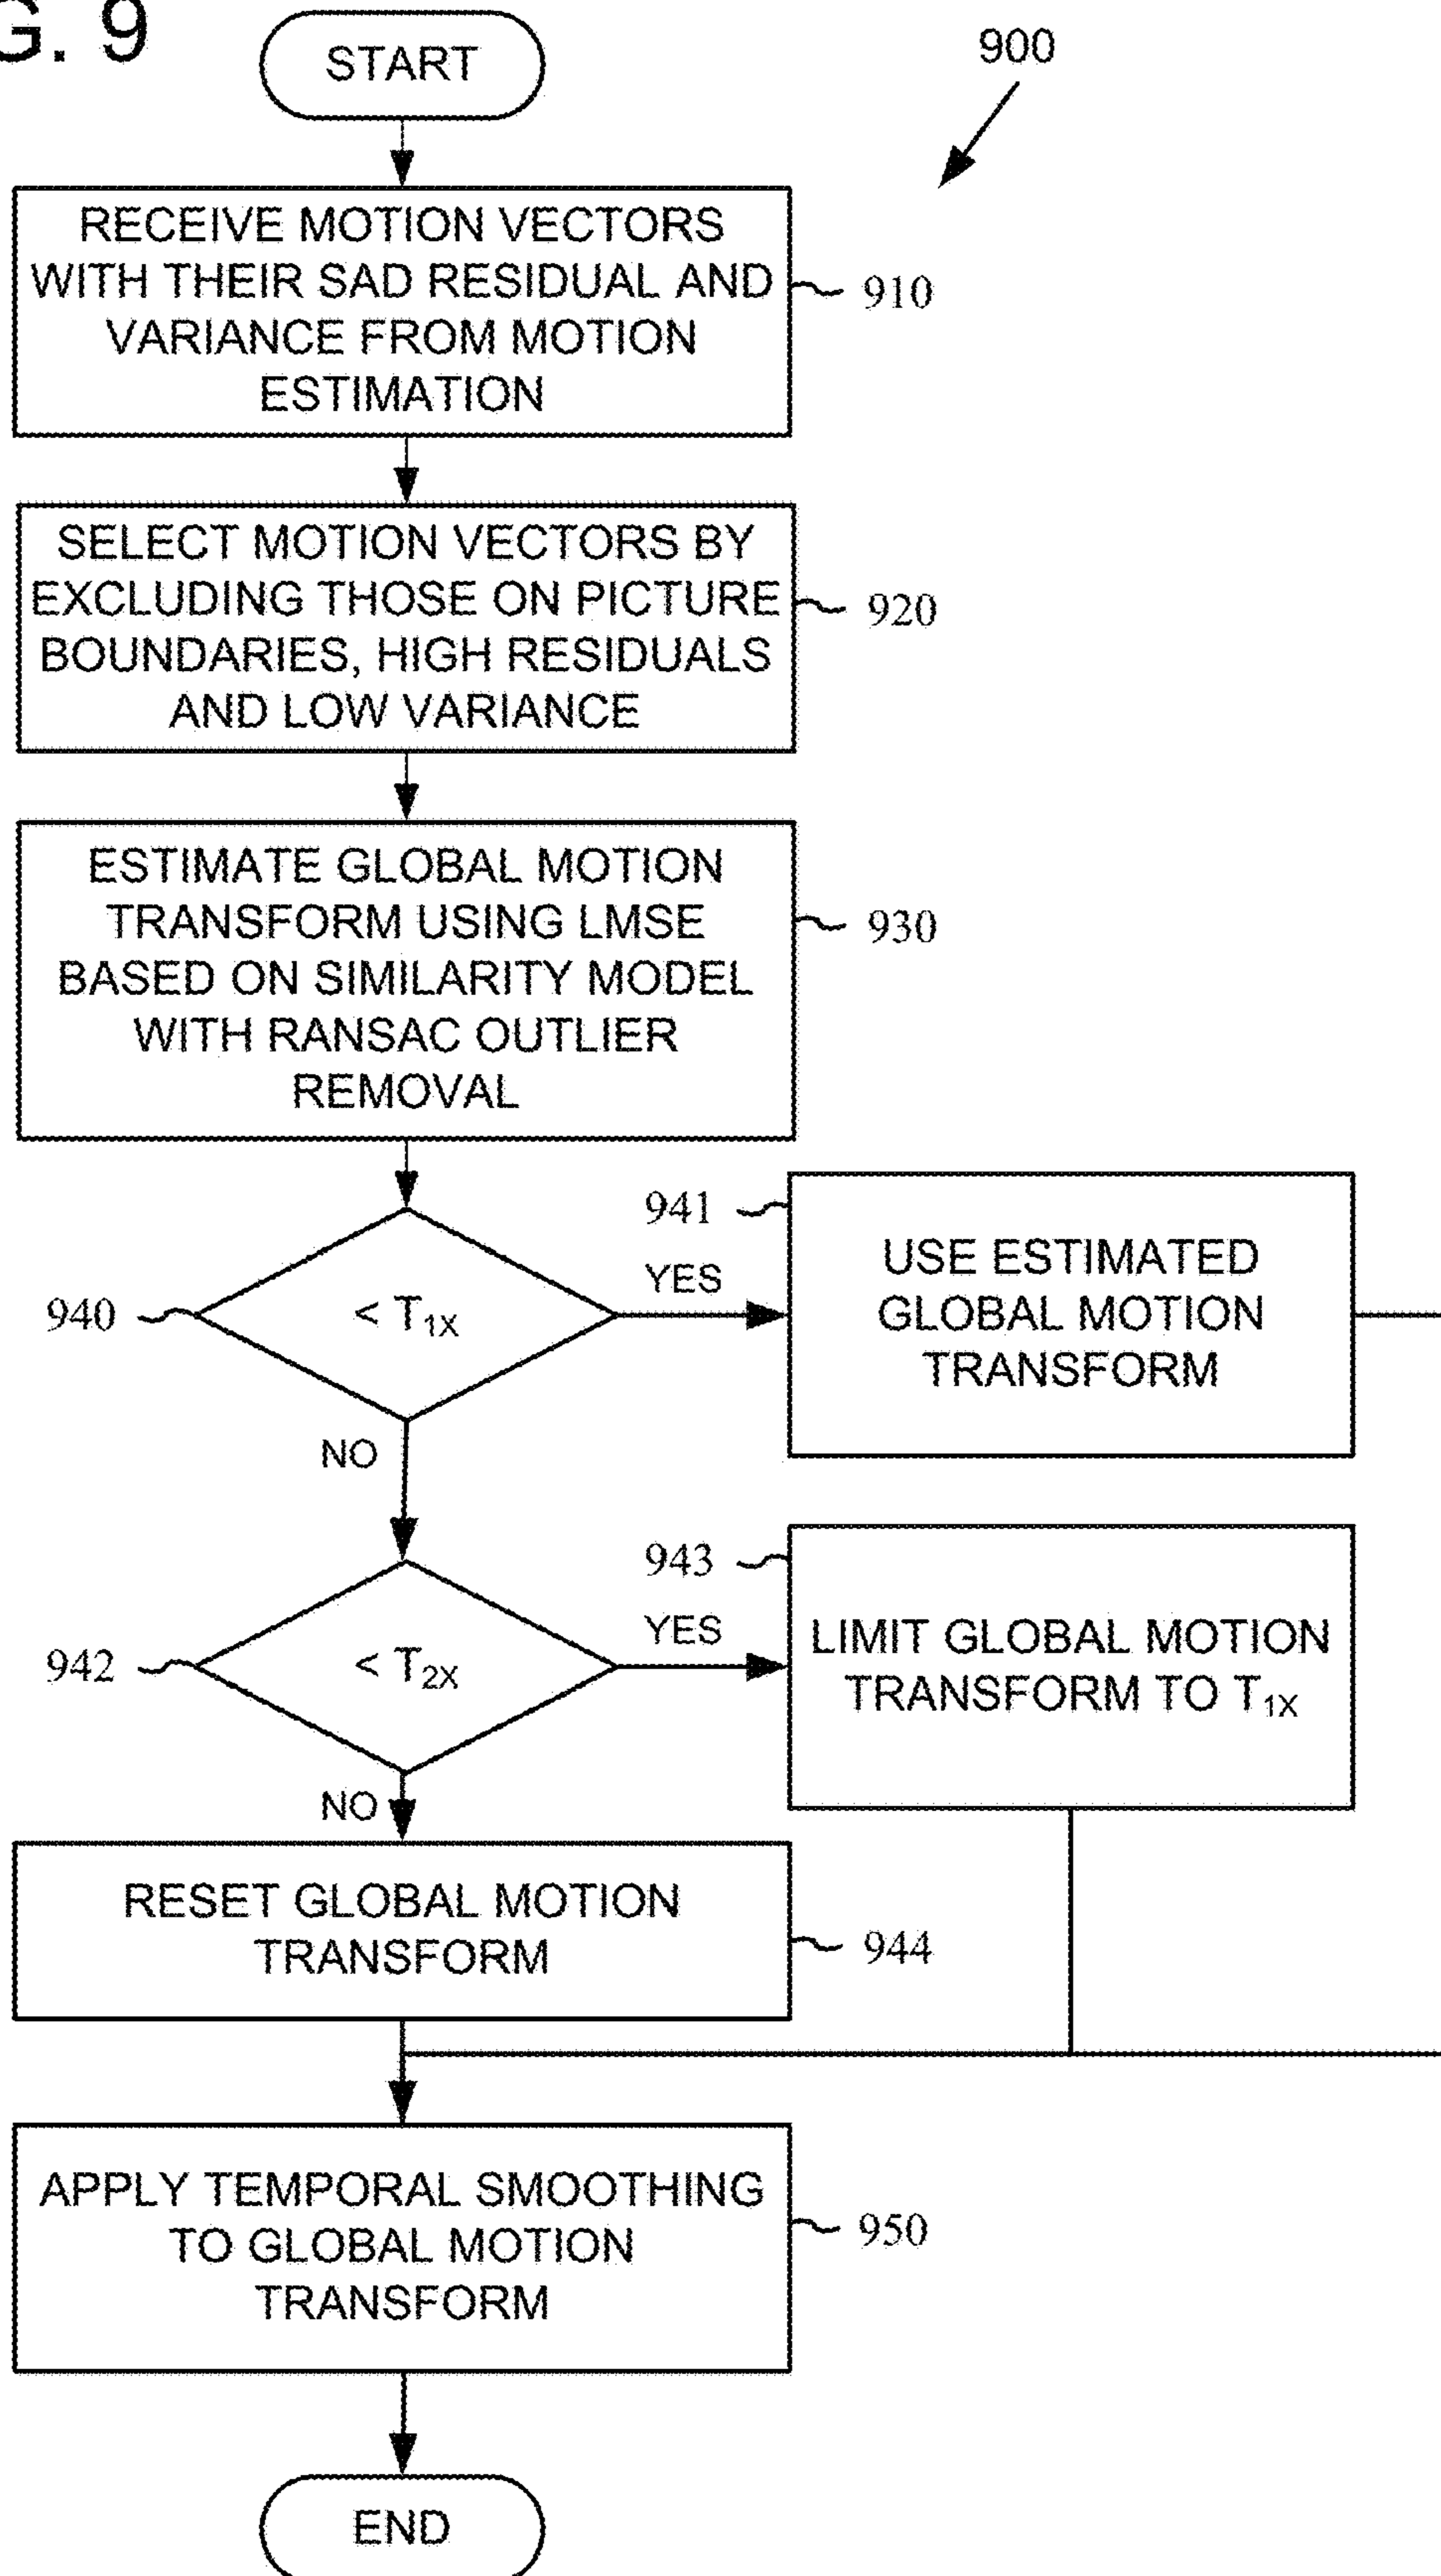 G. 9
START
900
RECEIVE MOTION VECTORS
WITH THEIR SAD RESIDUAL AND
VARIANCE FROM MOTION
ESTIMATION
910
SELECT MOTION VECTORS BY
EXCLUDING THOSE ON PICTURE
BOUNDARIES, HIGH RESIDUALS
AND LOW VARIANCE
920
ESTIMATE GLOBAL MOTION
TRANSFORM USING LMSE
BASED ON SIMILARITY MODEL
WITH RANSAC OUTLIER
REMOVAL
930
940
< T1X
YES
NO
941
USE ESTIMATED
GLOBAL MOTION
TRANSFORM
942
< T2X
YES
NO
943
LIMIT GLOBAL MOTION
TRANSFORM TO T1X
RESET GLOBAL MOTION
TRANSFORM
944
APPLY TEMPORAL SMOOTHING
TO GLOBAL MOTION
TRANSFORM
950
END